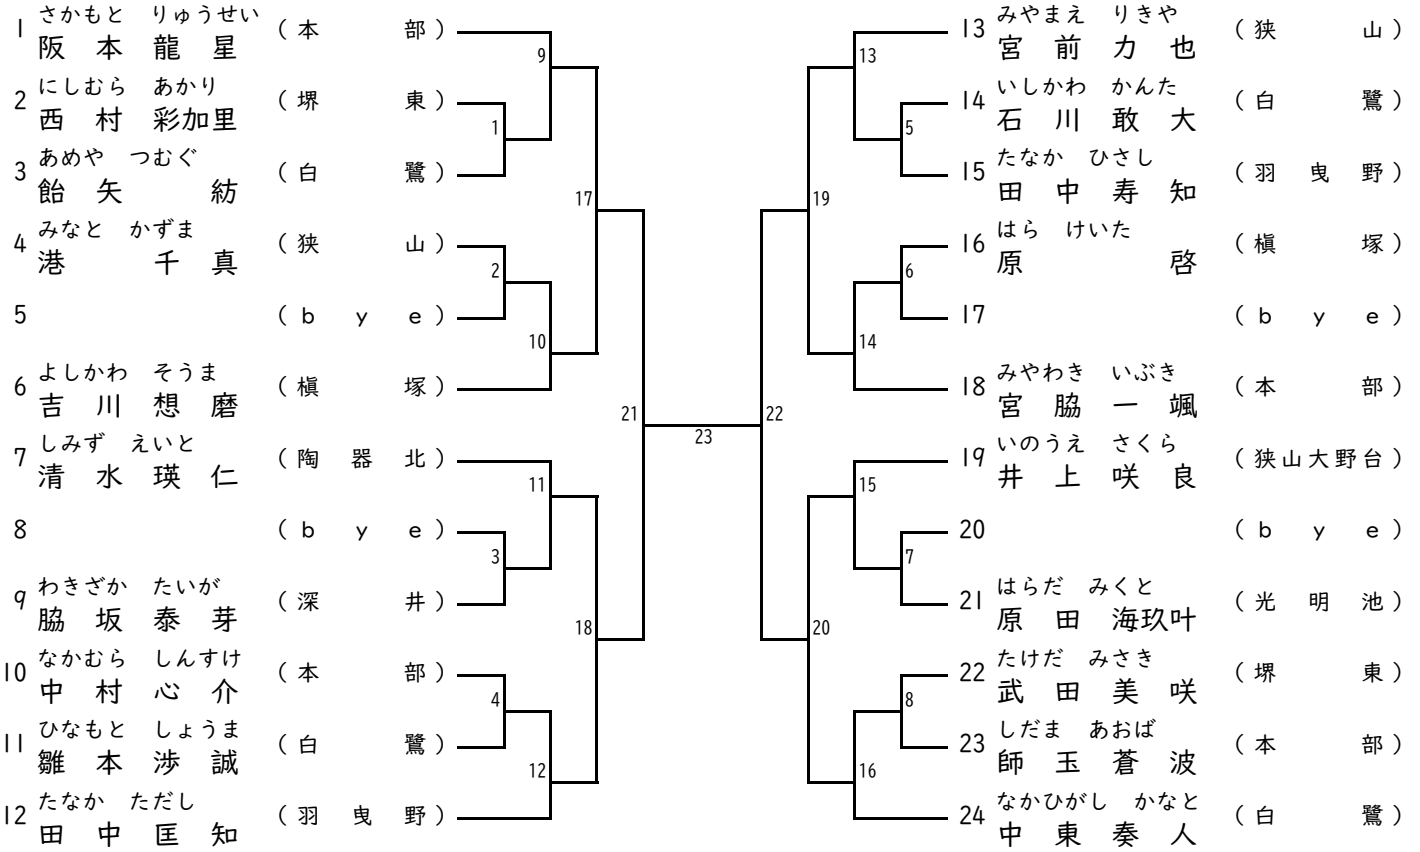 さかもと　りゅうせい
1 阪本 龍星 （本部）
にしむら　あかり
2 西村 彩加里 （堺東）
あめや　つむぐ
3 飴矢 紡 （白鷺）
みなと　かずま
4 港 千真 （狭山）
5 （ｂｙｅ）
よしかわ　そうま
6 吉川 想磨 （槇塚）
しみず　えいと
7 清水 瑛仁 （陶器北）
8 （ｂｙｅ）
わきざか　たいが
9 脇坂 泰芽 （深井）
なかむら　しんすけ
10 中村 心介 （本部）
ひなもと　しょうま
11 雛本 渉誠 （白鷺）
たなか　ただし
12 田中 匡知 （羽曳野）
9
1
17
2
10
21
11
3
18
4
12
23
13
5
19
6
14
22
15
7
20
8
16
みやまえ　りきや
13 宮前 力也 （狭山）
いしかわ　かんた
14 石川 敢大 （白鷺）
たなか　ひさし
15 田中 寿知 （羽曳野）
はら　けいた
16 原 啓 （槇塚）
17 （ｂｙｅ）
みやわき　いぶき
18 宮脇 一颯 （本部）
いのうえ　さくら
19 井上 咲良 （狭山大野台）
20 （ｂｙｅ）
はらだ　みくと
21 原田 海玖叶 （光明池）
たけだ　みさき
22 武田 美咲 （堺東）
しだま　あおば
23 師玉 蒼波 （本部）
なかひがし　かなと
24 中東 奏人 （白鷺）